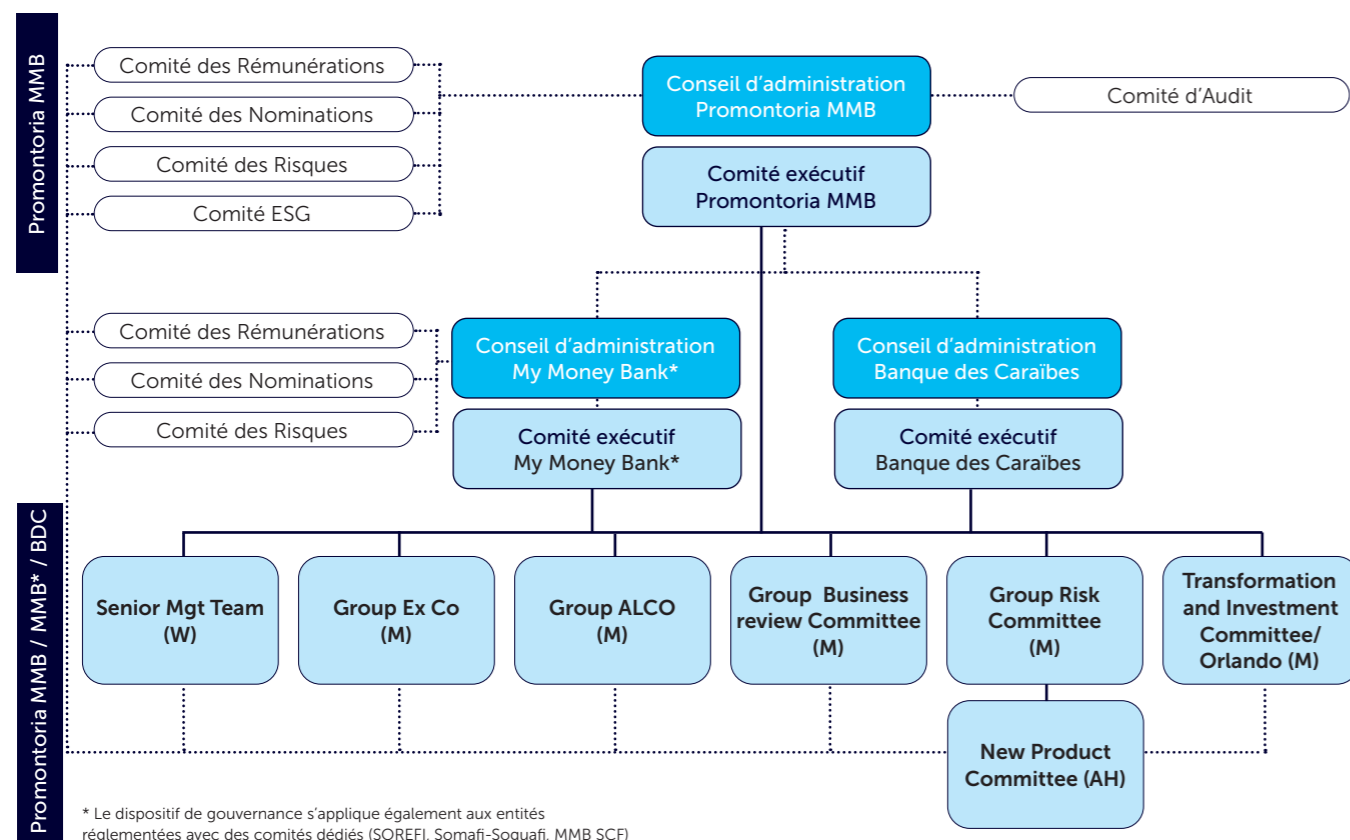 Promontoria MMB
Comité des Rémunérations
Comité des Nominations
Comité des Risques
Comité ESG
Conseil d'administration
Promontoria MMB
Comité d'Audit
Comité exécutif
Promontoria MMB
Comité des Rémunérations
Comité des Nominations
Comité des Risques
Conseil d'administration
My Money Bank*
Conseil d'administration
Banque des Caraïbes
Comité exécutif
My Money Bank*
Comité exécutif
Banque des Caraïbes
Promontoria MMB / MMB* / BDC
Senior Mgt Team
(W)
Group Ex Co
(M)
Group ALCO
(M)
Group Business
review Committee
(M)
Group Risk
Committee
(M)
Transformation
and Investment
Committee/
Orlando (M)
New Product
Committee (AH)
* Le dispositif de gouvernance s'applique également aux entités
réglementées avec des comités dédiés (SOREFI, Somafi-Soguafi, MMB SCF)